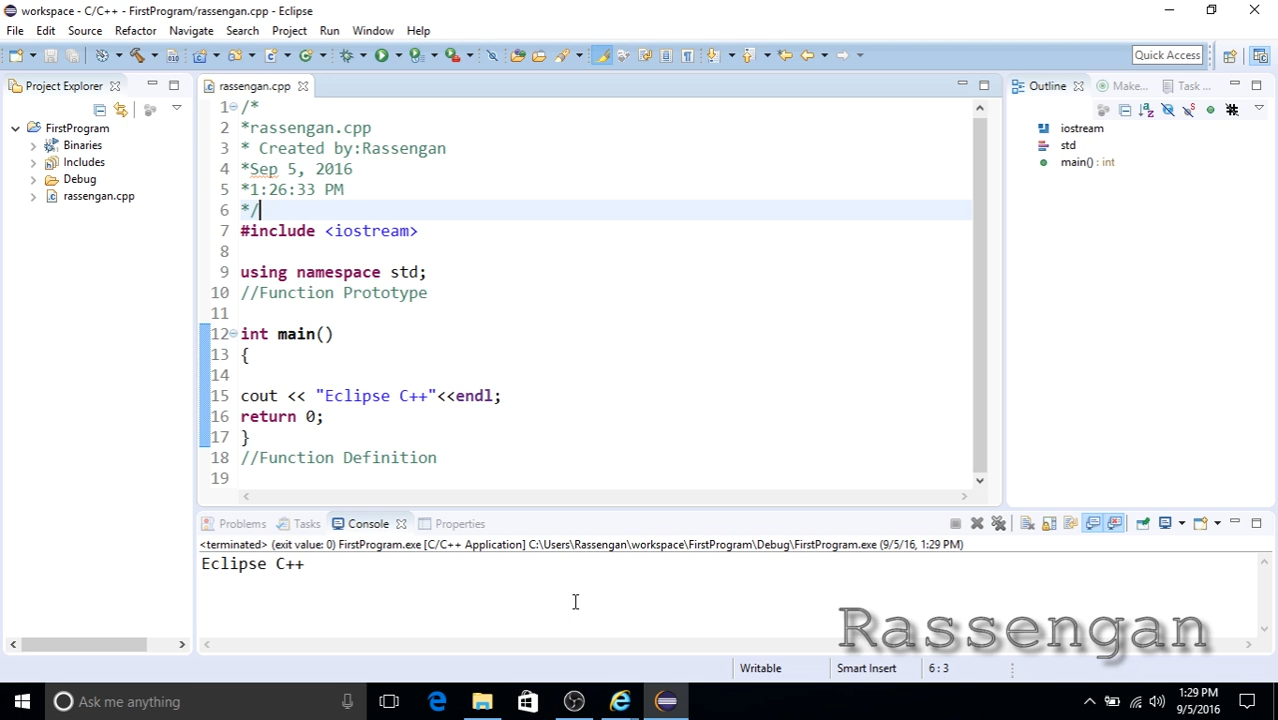 workspace - C/C++ - FirstProgram/rassengan.cpp - Eclipse
File Edit Source Refactor Navigate Search Project Run Window Help
Quick Access
Project Explorer
FirstProgram
Binaries
Includes
Debug
rassengan.cpp
rassengan.cpp
1 /*
2 *rassengan.cpp
3 * Created by:Rassengan
4 *Sep 5, 2016
5 *1:26:33 PM
6 */
7 #include <iostream>
8
9 using namespace std;
10 //Function Prototype
11
12 int main()
13 {
14
15 cout << "Eclipse C++"<<endl;
16 return 0;
17 }
18 //Function Definition
19
Outline Make... Task ...
iostream
std
main() : int
Problems Tasks Console Properties
<terminated> (exit value: 0) FirstProgram.exe [C/C++ Application] C:\Users\Rassengan\workspace\FirstProgram\Debug\FirstProgram.exe (9/5/16, 1:29 PM)
Eclipse C++
Rassengan
Writable Smart Insert 6 : 3
Ask me anything
1:29 PM
9/5/2016